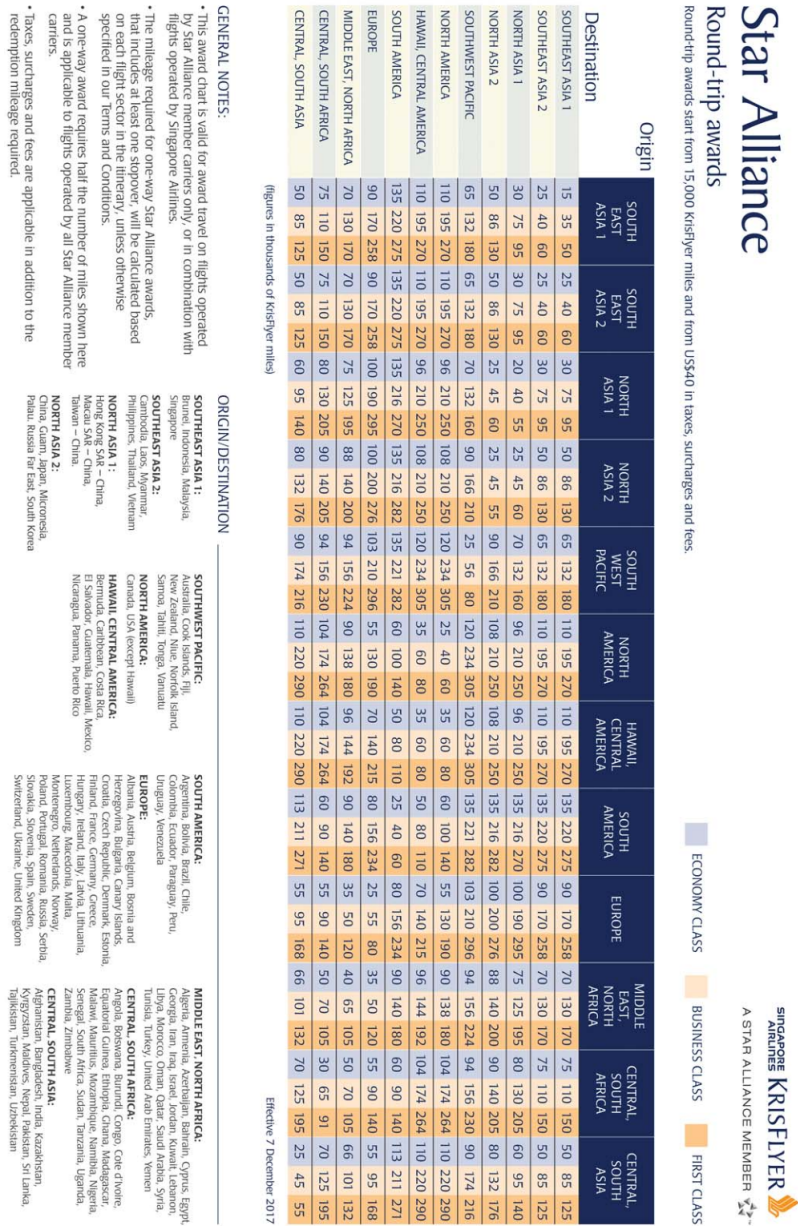 Star Alliance
Round-trip awards
Round-trip awards start from 15,000 KrisFlyer miles and from US$40 in taxes, surcharges and fees.
SINGAPORE AIRLINES KRISFLYER
A STAR ALLIANCE MEMBER
ECONOMY CLASS BUSINESS CLASS FIRST CLASS
Origin
Destination
SOUTH EAST ASIA 1
SOUTH EAST ASIA 2
NORTH ASIA 1
NORTH ASIA 2
SOUTH WEST PACIFIC
NORTH AMERICA
HAWAII, CENTRAL AMERICA
SOUTH AMERICA
EUROPE
MIDDLE EAST, NORTH AFRICA
CENTRAL, SOUTH AFRICA
CENTRAL, SOUTH ASIA
SOUTHEAST ASIA 1 15 35 50 25 40 60 30 75 95 50 86 130 65 132 180 110 195 270 110 195 270 135 220 275 90 170 258 70 130 170 75 110 150 50 85 125
SOUTHEAST ASIA 2 25 40 60 25 40 60 30 75 95 50 86 130 65 132 180 110 195 270 110 195 270 135 220 275 90 170 258 70 130 170 75 110 150 50 85 125
NORTH ASIA 1 30 75 95 30 75 95 20 40 55 25 45 60 70 132 160 96 210 250 96 210 250 135 216 270 100 190 295 75 125 195 80 130 205 60 95 140
NORTH ASIA 2 50 86 130 50 86 130 25 45 60 25 45 55 90 166 210 108 210 250 108 210 250 135 216 282 100 200 276 88 140 200 90 140 205 80 132 176
SOUTHWEST PACIFIC 65 132 180 65 132 180 70 132 160 90 166 210 25 56 80 120 234 305 120 234 305 135 221 282 103 210 296 94 156 224 94 156 230 90 174 216
NORTH AMERICA 110 195 270 110 195 270 96 210 250 108 210 250 120 234 305 25 40 60 35 60 80 60 100 140 55 130 190 90 138 180 104 174 264 110 220 290
HAWAII, CENTRAL AMERICA 110 195 270 110 195 270 96 210 250 108 210 250 120 234 305 35 60 80 35 60 80 50 80 110 70 140 215 96 144 192 104 174 264 110 220 290
SOUTH AMERICA 135 220 275 135 220 275 135 216 270 135 216 282 135 221 282 60 100 140 50 80 110 25 40 60 80 156 234 90 140 180 60 90 140 113 211 271
EUROPE 90 170 258 90 170 258 100 190 295 100 200 276 103 210 296 55 130 190 70 140 215 80 156 234 25 55 80 35 50 120 55 90 140 55 95 168
MIDDLE EAST, NORTH AFRICA 70 130 170 70 130 170 75 125 195 88 140 200 94 156 224 90 138 180 96 144 192 90 140 180 35 50 120 40 65 105 50 70 105 66 101 132
CENTRAL, SOUTH AFRICA 75 110 150 75 110 150 80 130 205 90 140 205 94 156 230 104 174 264 104 174 264 60 90 140 55 90 140 50 70 105 30 65 91 70 125 195
CENTRAL, SOUTH ASIA 50 85 125 50 85 125 60 95 140 80 132 176 90 174 216 110 220 290 110 220 290 113 211 271 55 95 168 66 101 132 70 125 195 25 45 55
(figures in thousands of KrisFlyer miles)
Effective 7 December 2017
GENERAL NOTES:
• This award chart is valid for award travel on flights operated
by Star Alliance member carriers only, or in combination with
flights operated by Singapore Airlines.
• The mileage required for one-way Star Alliance awards,
that includes at least one stopover, will be calculated based
on each flight sector in the itinerary, unless otherwise
specified in our Terms and Conditions.
• A one-way award requires half the number of miles shown here
and is applicable to flights operated by all Star Alliance member
carriers.
• Taxes, surcharges and fees are applicable in addition to the
redemption mileage required.
ORIGIN/DESTINATION
SOUTHEAST ASIA 1:
Brunei, Indonesia, Malaysia,
Singapore
SOUTHEAST ASIA 2:
Cambodia, Laos, Myanmar,
Philippines, Thailand, Vietnam
NORTH ASIA 1:
Hong Kong SAR – China,
Macau SAR – China,
Taiwan – China.
NORTH ASIA 2:
China, Guam, Japan, Micronesia,
Palau, Russia Far East, South Korea
SOUTHWEST PACIFIC:
Australia, Cook Islands, Fiji,
New Zealand, Niue, Norfolk Island,
Samoa, Tahiti, Tonga, Vanuatu
NORTH AMERICA:
Canada, USA (except Hawaii)
HAWAII, CENTRAL AMERICA:
Bermuda, Caribbean, Costa Rica,
El Salvador, Guatemala, Hawaii, Mexico,
Nicaragua, Panama, Puerto Rico
SOUTH AMERICA:
Argentina, Bolivia, Brazil, Chile,
Colombia, Ecuador, Paraguay, Peru,
Uruguay, Venezuela
EUROPE:
Albania, Austria, Belgium, Bosnia and
Herzegovina, Bulgaria, Canary Islands,
Croatia, Czech Republic, Denmark, Estonia,
Finland, France, Germany, Greece,
Hungary, Ireland, Italy, Latvia, Lithuania,
Luxembourg, Macedonia, Malta,
Montenegro, Netherlands, Norway,
Poland, Portugal, Romania, Russia, Serbia,
Slovakia, Slovenia, Spain, Sweden,
Switzerland, Ukraine, United Kingdom
MIDDLE EAST, NORTH AFRICA:
Algeria, Armenia, Azerbaijan, Bahrain, Cyprus, Egypt,
Georgia, Iran, Iraq, Israel, Jordan, Kuwait, Lebanon,
Libya, Morocco, Oman, Qatar, Saudi Arabia, Syria,
Tunisia, Turkey, United Arab Emirates, Yemen
CENTRAL SOUTH AFRICA:
Angola, Botswana, Burundi, Congo, Cote d'Ivoire,
Equatorial Guinea, Ethiopia, Ghana, Madagascar,
Malawi, Mauritius, Mozambique, Namibia, Nigeria,
Senegal, South Africa, Sudan, Tanzania, Uganda,
Zambia, Zimbabwe
CENTRAL SOUTH ASIA:
Afghanistan, Bangladesh, India, Kazakhstan,
Kyrgyzstan, Maldives, Nepal, Pakistan, Sri Lanka,
Tajikistan, Turkmenistan, Uzbekistan